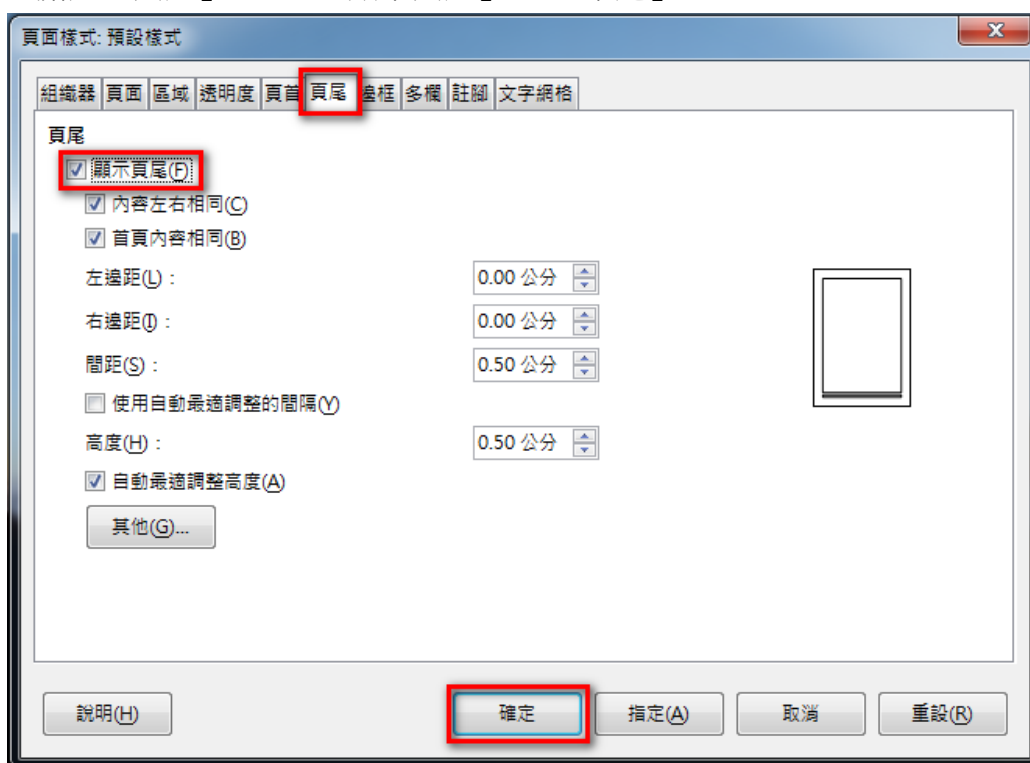 頁面樣式: 預設樣式
組織器 頁面 區域 透明度 頁首 頁尾 邊框 多欄 註腳 文字網格
頁尾
顯示頁尾(F)
內容左右相同(C)
首頁內容相同(B)
左邊距(L)： 0.00 公分
右邊距(I)： 0.00 公分
間距(S)： 0.50 公分
使用自動最適調整的間隔(Y)
高度(H)： 0.50 公分
自動最適調整高度(A)
其他(G)...
說明(H) 確定 指定(A) 取消 重設(R)